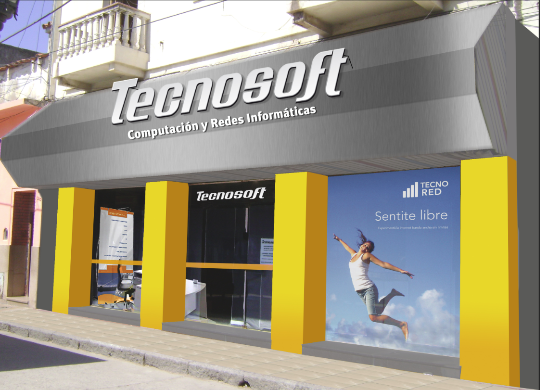 Tecnosoft
Computación y Redes Informáticas
Tecnosoft
TECNO
RED
Sentite libre